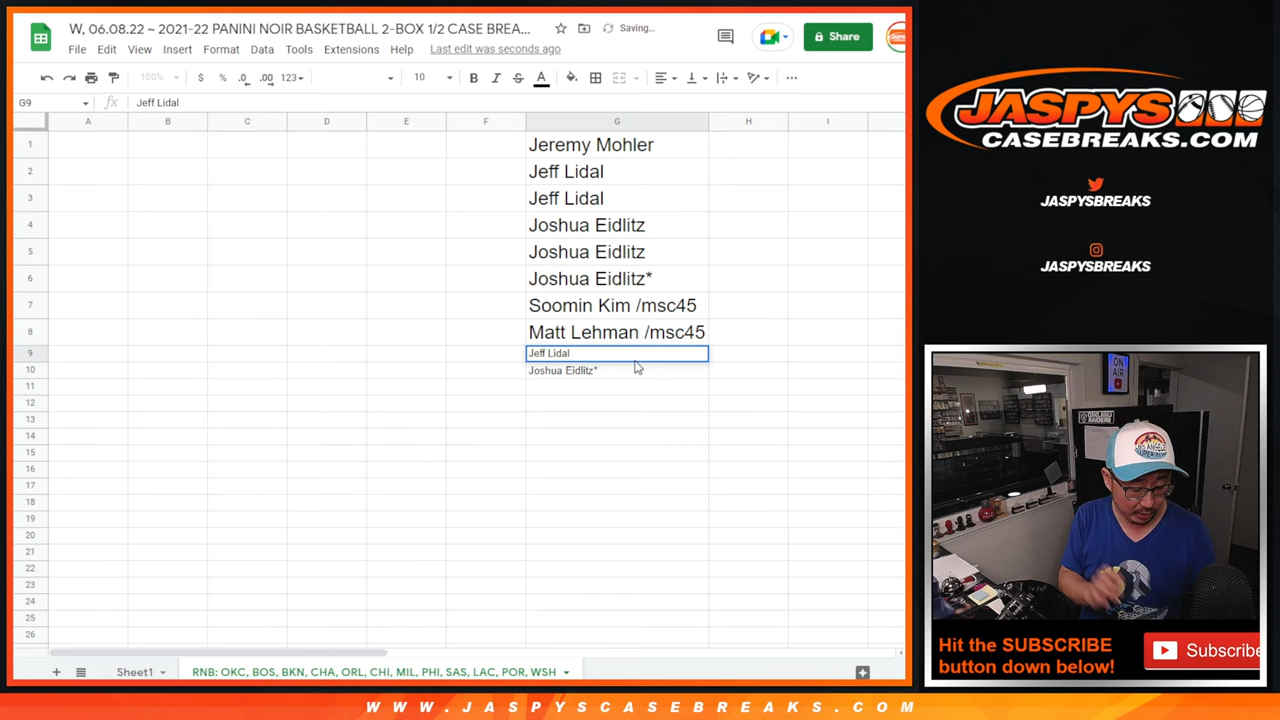 W, 06.08.22 ~ 2021-22 PANINI NOIR BASKETBALL 2-BOX 1/2 CASE BREA...
Saving...
File Edit View Insert Format Data Tools Extensions Help Last edit was seconds ago
Share
100% $ % .0 .00 123 10 B I S A
G9 fx Jeff Lidal
A B C D E F G H I
1 Jeremy Mohler
2 Jeff Lidal
3 Jeff Lidal
4 Joshua Eidlitz
5 Joshua Eidlitz
6 Joshua Eidlitz*
7 Soomin Kim /msc45
8 Matt Lehman /msc45
9 Jeff Lidal
10 Joshua Eidlitz*
11
12
13
14
15
16
17
18
19
20
21
22
23
24
25
26
+ Sheet1 RNB: OKC, BOS, BKN, CHA, ORL, CHI, MIL, PHI, SAS, LAC, POR, WSH
JASPYS
CASEBREAKS.COM
JASPYSBREAKS
JASPYSBREAKS
ON
AIR
Hit the SUBSCRIBE
button down below!
Subscribe
WWW.JASPYSCASEBREAKS.COM